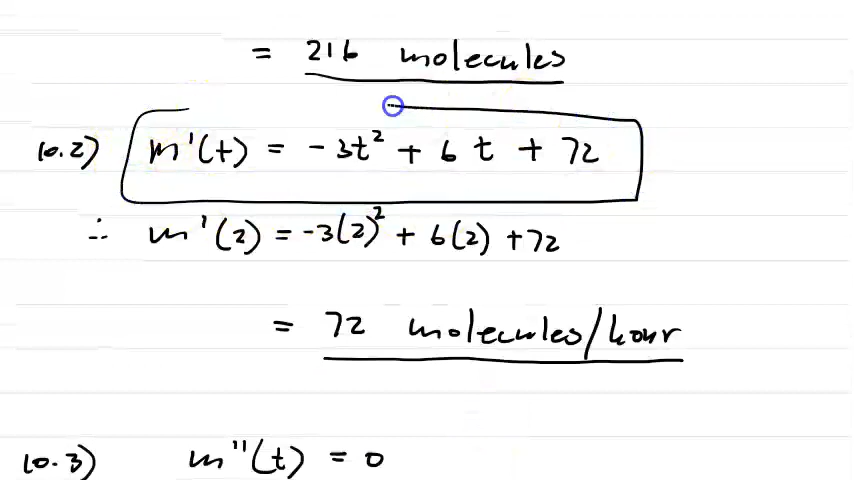 = 216 molecules
10.2) m'(t) = -3t² + 6t + 72
∴ m'(2) = -3(2)² + 6(2) + 72
= 72 molecules/hour
10.3) m''(t) = 0